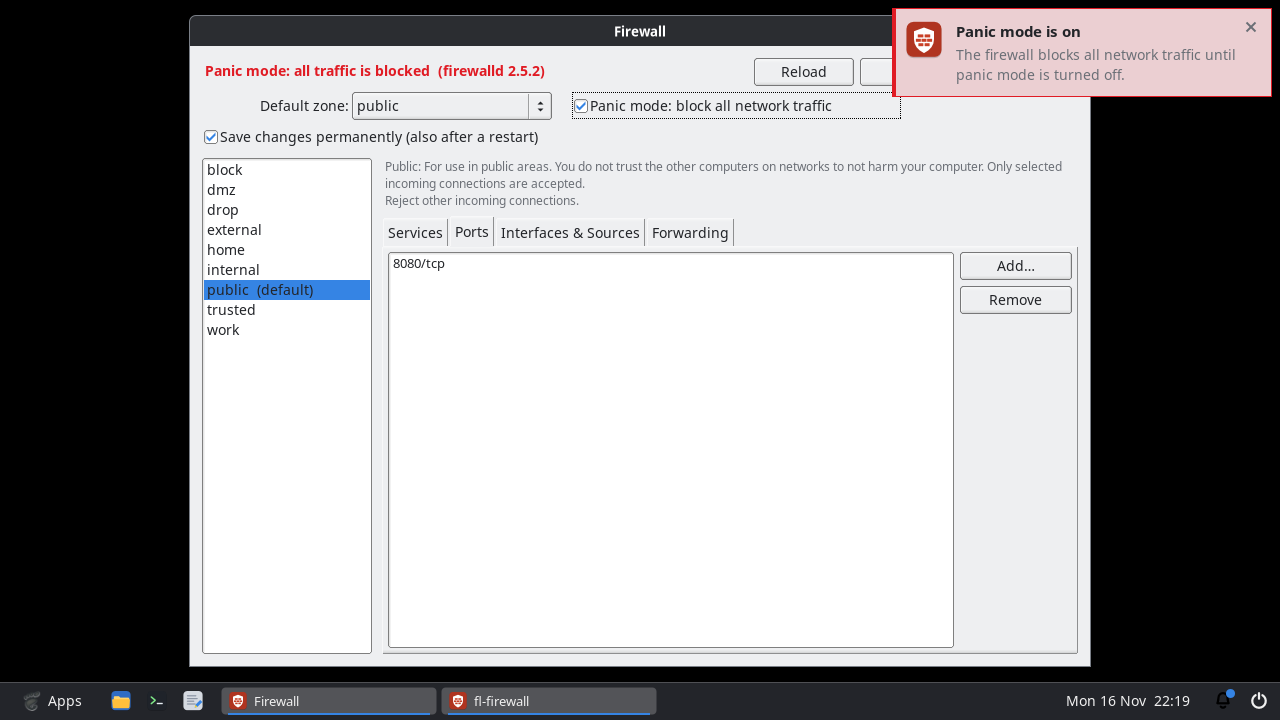 Firewall
Panic mode: all traffic is blocked  (firewalld 2.5.2)
Reload
Panic mode is on
The firewall blocks all network traffic until
panic mode is turned off.
Default zone: public
Panic mode: block all network traffic
Save changes permanently (also after a restart)
block
dmz
drop
external
home
internal
public  (default)
trusted
work
Public: For use in public areas. You do not trust the other computers on networks to not harm your computer. Only selected
incoming connections are accepted.
Reject other incoming connections.
Services
Ports
Interfaces & Sources
Forwarding
8080/tcp
Add...
Remove
Apps
Firewall
fl-firewall
Mon 16 Nov  22:19